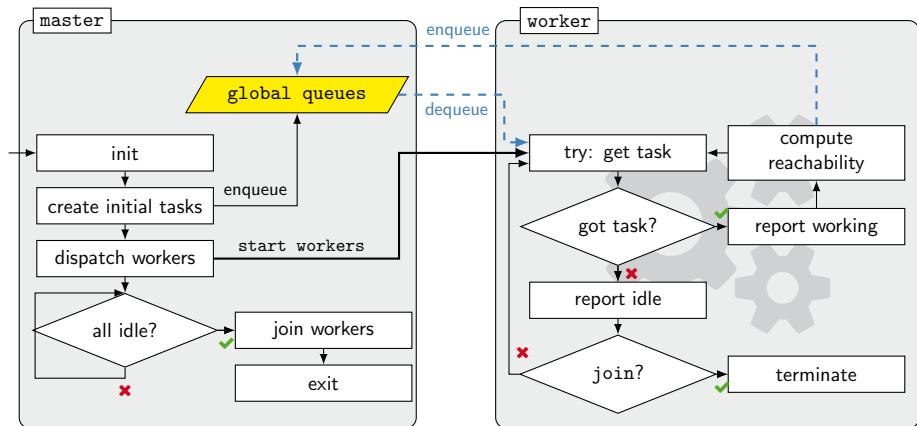 master
worker
enqueue
global queues
dequeue
init
try: get task
compute
reachability
enqueue
create initial tasks
got task?
report working
start workers
dispatch workers
report idle
all idle?
join workers
join?
terminate
exit